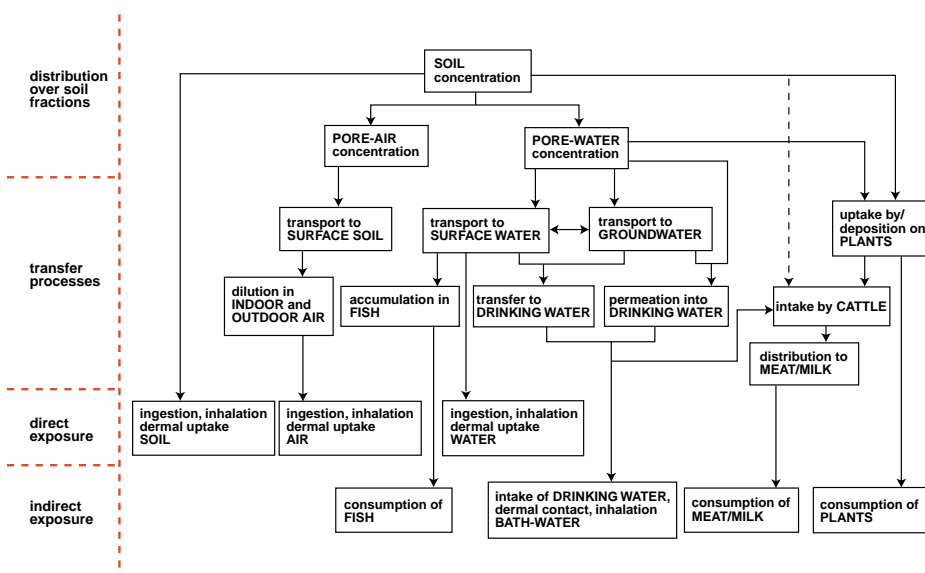 distribution
over soil
fractions
SOIL
concentration
PORE-AIR
concentration
PORE-WATER
concentration
transfer
processes
transport to
SURFACE SOIL
transport to
SURFACE WATER
transport to
GROUNDWATER
uptake by/
deposition on
PLANTS
dilution in
INDOOR and
OUTDOOR AIR
accumulation in
FISH
transfer to
DRINKING WATER
permeation into
DRINKING WATER
intake by CATTLE
distribution to
MEAT/MILK
direct
exposure
ingestion, inhalation
dermal uptake
SOIL
ingestion, inhalation
dermal uptake
AIR
ingestion, inhalation
dermal uptake
WATER
indirect
exposure
consumption of
FISH
intake of DRINKING WATER,
dermal contact, inhalation
BATH-WATER
consumption of
MEAT/MILK
consumption of
PLANTS